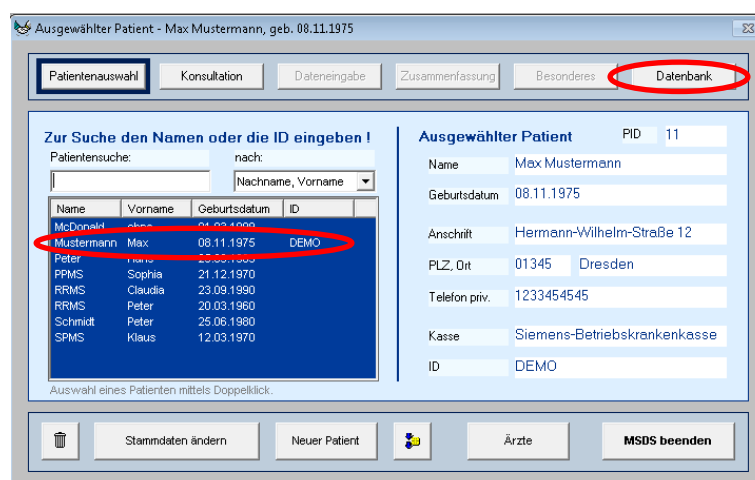 Ausgewählter Patient - Max Mustermann, geb. 08.11.1975
Patientenauswahl Konsultation Dateneingabe Zusammenfassung Besonderes Datenbank
Zur Suche den Namen oder die ID eingeben !
Patientensuche: nach:
Nachname, Vorname
Name Vorname Geburtsdatum ID
McDonald
Mustermann Max 08.11.1975 DEMO
Peter
PPMS Sophia 21.12.1970
RRMS Claudia 23.09.1990
RRMS Peter 20.03.1960
Schmidt Peter 25.06.1980
SPMS Klaus 12.03.1970
Auswahl eines Patienten mittels Doppelklick.
Ausgewählter Patient PID 11
Name Max Mustermann
Geburtsdatum 08.11.1975
Anschrift Hermann-Wilhelm-Straße 12
PLZ, Ort 01345 Dresden
Telefon priv. 1233454545
Kasse Siemens-Betriebskrankenkasse
ID DEMO
Stammdaten ändern Neuer Patient Ärzte MSDS beenden